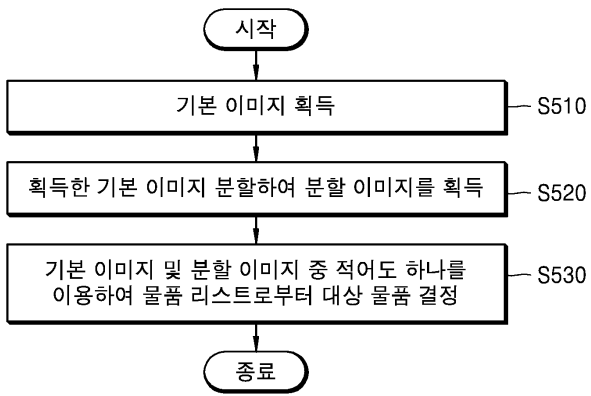 시작
기본 이미지 획득
S510
획득한 기본 이미지 분할하여 분할 이미지를 획득
S520
기본 이미지 및 분할 이미지 중 적어도 하나를
이용하여 물품 리스트로부터 대상 물품 결정
S530
종료